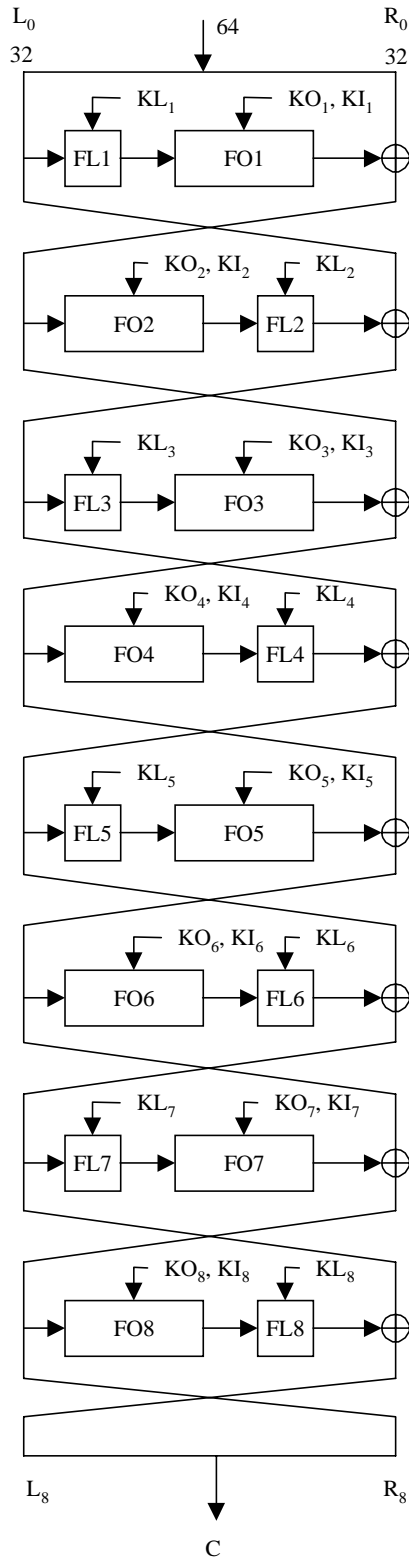 L₀ 64 R₀
32 32
KL₁ KO₁, KI₁
FL1 FO1
KO₂, KI₂ KL₂
FO2 FL2
KL₃ KO₃, KI₃
FL3 FO3
KO₄, KI₄ KL₄
FO4 FL4
KL₅ KO₅, KI₅
FL5 FO5
KO₆, KI₆ KL₆
FO6 FL6
KL₇ KO₇, KI₇
FL7 FO7
KO₈, KI₈ KL₈
FO8 FL8
L₈ R₈
C